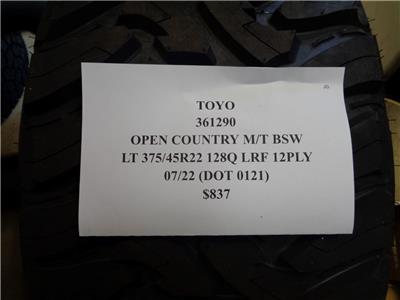 TOYO
361290
OPEN COUNTRY M/T BSW
LT 375/45R22 128Q LRF 12PLY
07/22 (DOT 0121)
$837